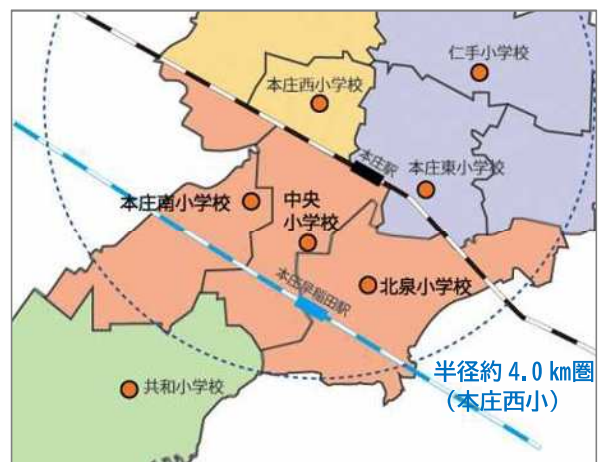 仁手小学校
本庄西小学校
本庄駅
本庄東小学校
本庄南小学校
中央
小学校
本庄早稲田駅
北泉小学校
半径約 4.0 km圏
（本庄西小）
共和小学校